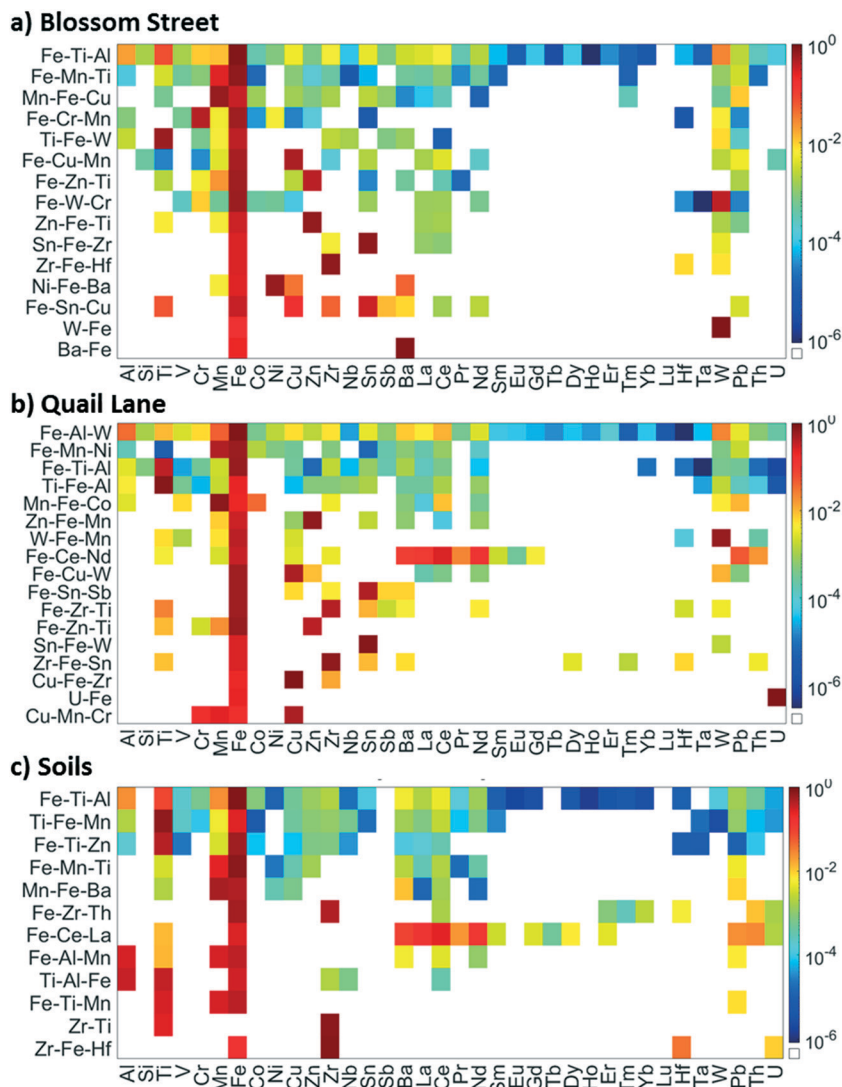 a) Blossom Street
Fe-Ti-Al
Fe-Mn-Ti
Mn-Fe-Cu
Fe-Cr-Mn
Ti-Fe-W
Fe-Cu-Mn
Fe-Zn-Ti
Fe-W-Cr
Zn-Fe-Ti
Sn-Fe-Zr
Zr-Fe-Hf
Ni-Fe-Ba
Fe-Sn-Cu
W-Fe
Ba-Fe
10^0
10^-2
10^-4
10^-6
Al Si Ti V Cr Mn Fe Co Ni Cu Zn Zr Nb Sn Sb Ba La Ce Pr Nd Sm Eu Gd Tb Dy Ho Er Tm Yb Lu Hf Ta W Pb Th U
b) Quail Lane
Fe-Al-W
Fe-Mn-Ni
Fe-Ti-Al
Ti-Fe-Al
Mn-Fe-Co
Zn-Fe-Mn
W-Fe-Mn
Fe-Ce-Nd
Fe-Cu-W
Fe-Sn-Sb
Fe-Zr-Ti
Fe-Zn-Ti
Sn-Fe-W
Zr-Fe-Sn
Cu-Fe-Zr
U-Fe
Cu-Mn-Cr
10^0
10^-2
10^-4
10^-6
Al Si Ti V Cr Mn Fe Co Ni Cu Zn Zr Nb Sn Sb Ba La Ce Pr Nd Sm Eu Gd Tb Dy Ho Er Tm Yb Lu Hf Ta W Pb Th U
c) Soils
Fe-Ti-Al
Ti-Fe-Mn
Fe-Ti-Zn
Fe-Mn-Ti
Mn-Fe-Ba
Fe-Zr-Th
Fe-Ce-La
Fe-Al-Mn
Ti-Al-Fe
Fe-Ti-Mn
Zr-Ti
Zr-Fe-Hf
10^0
10^-2
10^-4
10^-6
Al Si Ti V Cr Mn Fe Co Ni Cu Zn Zr Nb Sn Sb Ba La Ce Pr Nd Sm Eu Gd Tb Dy Ho Er Tm Yb Lu Hf Ta W Pb Th U